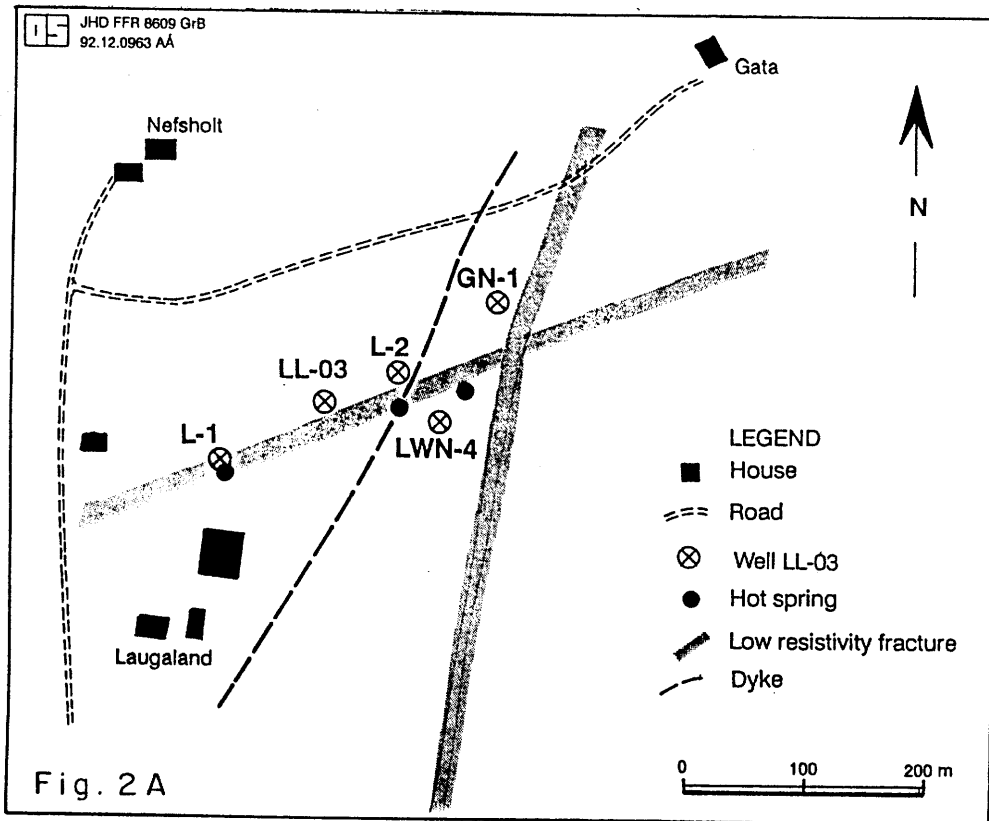 JHD FFR 8609 GrB
92.12.0963 AÁ
Gata
Nefsholt
N
GN-1
L-2
LL-03
L-1
LWN-4
LEGEND
House
Road
Well LL-03
Hot spring
Low resistivity fracture
Dyke
Laugaland
0 100 200 m
Fig. 2A